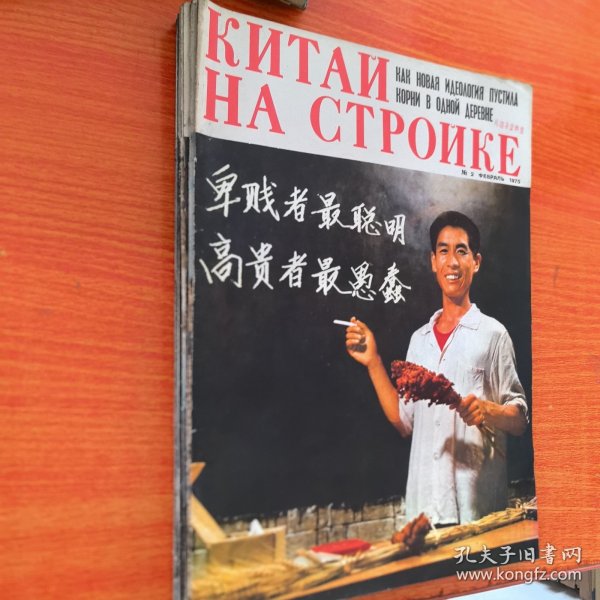 КИТАЙ
НА СТРОЙКЕ
КАК НОВАЯ ИДЕОЛОГИЯ ПУСТИЛА
КОРНИ В ОДНОЙ ДЕРЕВНЕ
№ 2 ФЕВРАЛЬ 1975
卑贱者最聪明
高贵者最愚蠢
孔夫子旧书网
www.kongfz.com